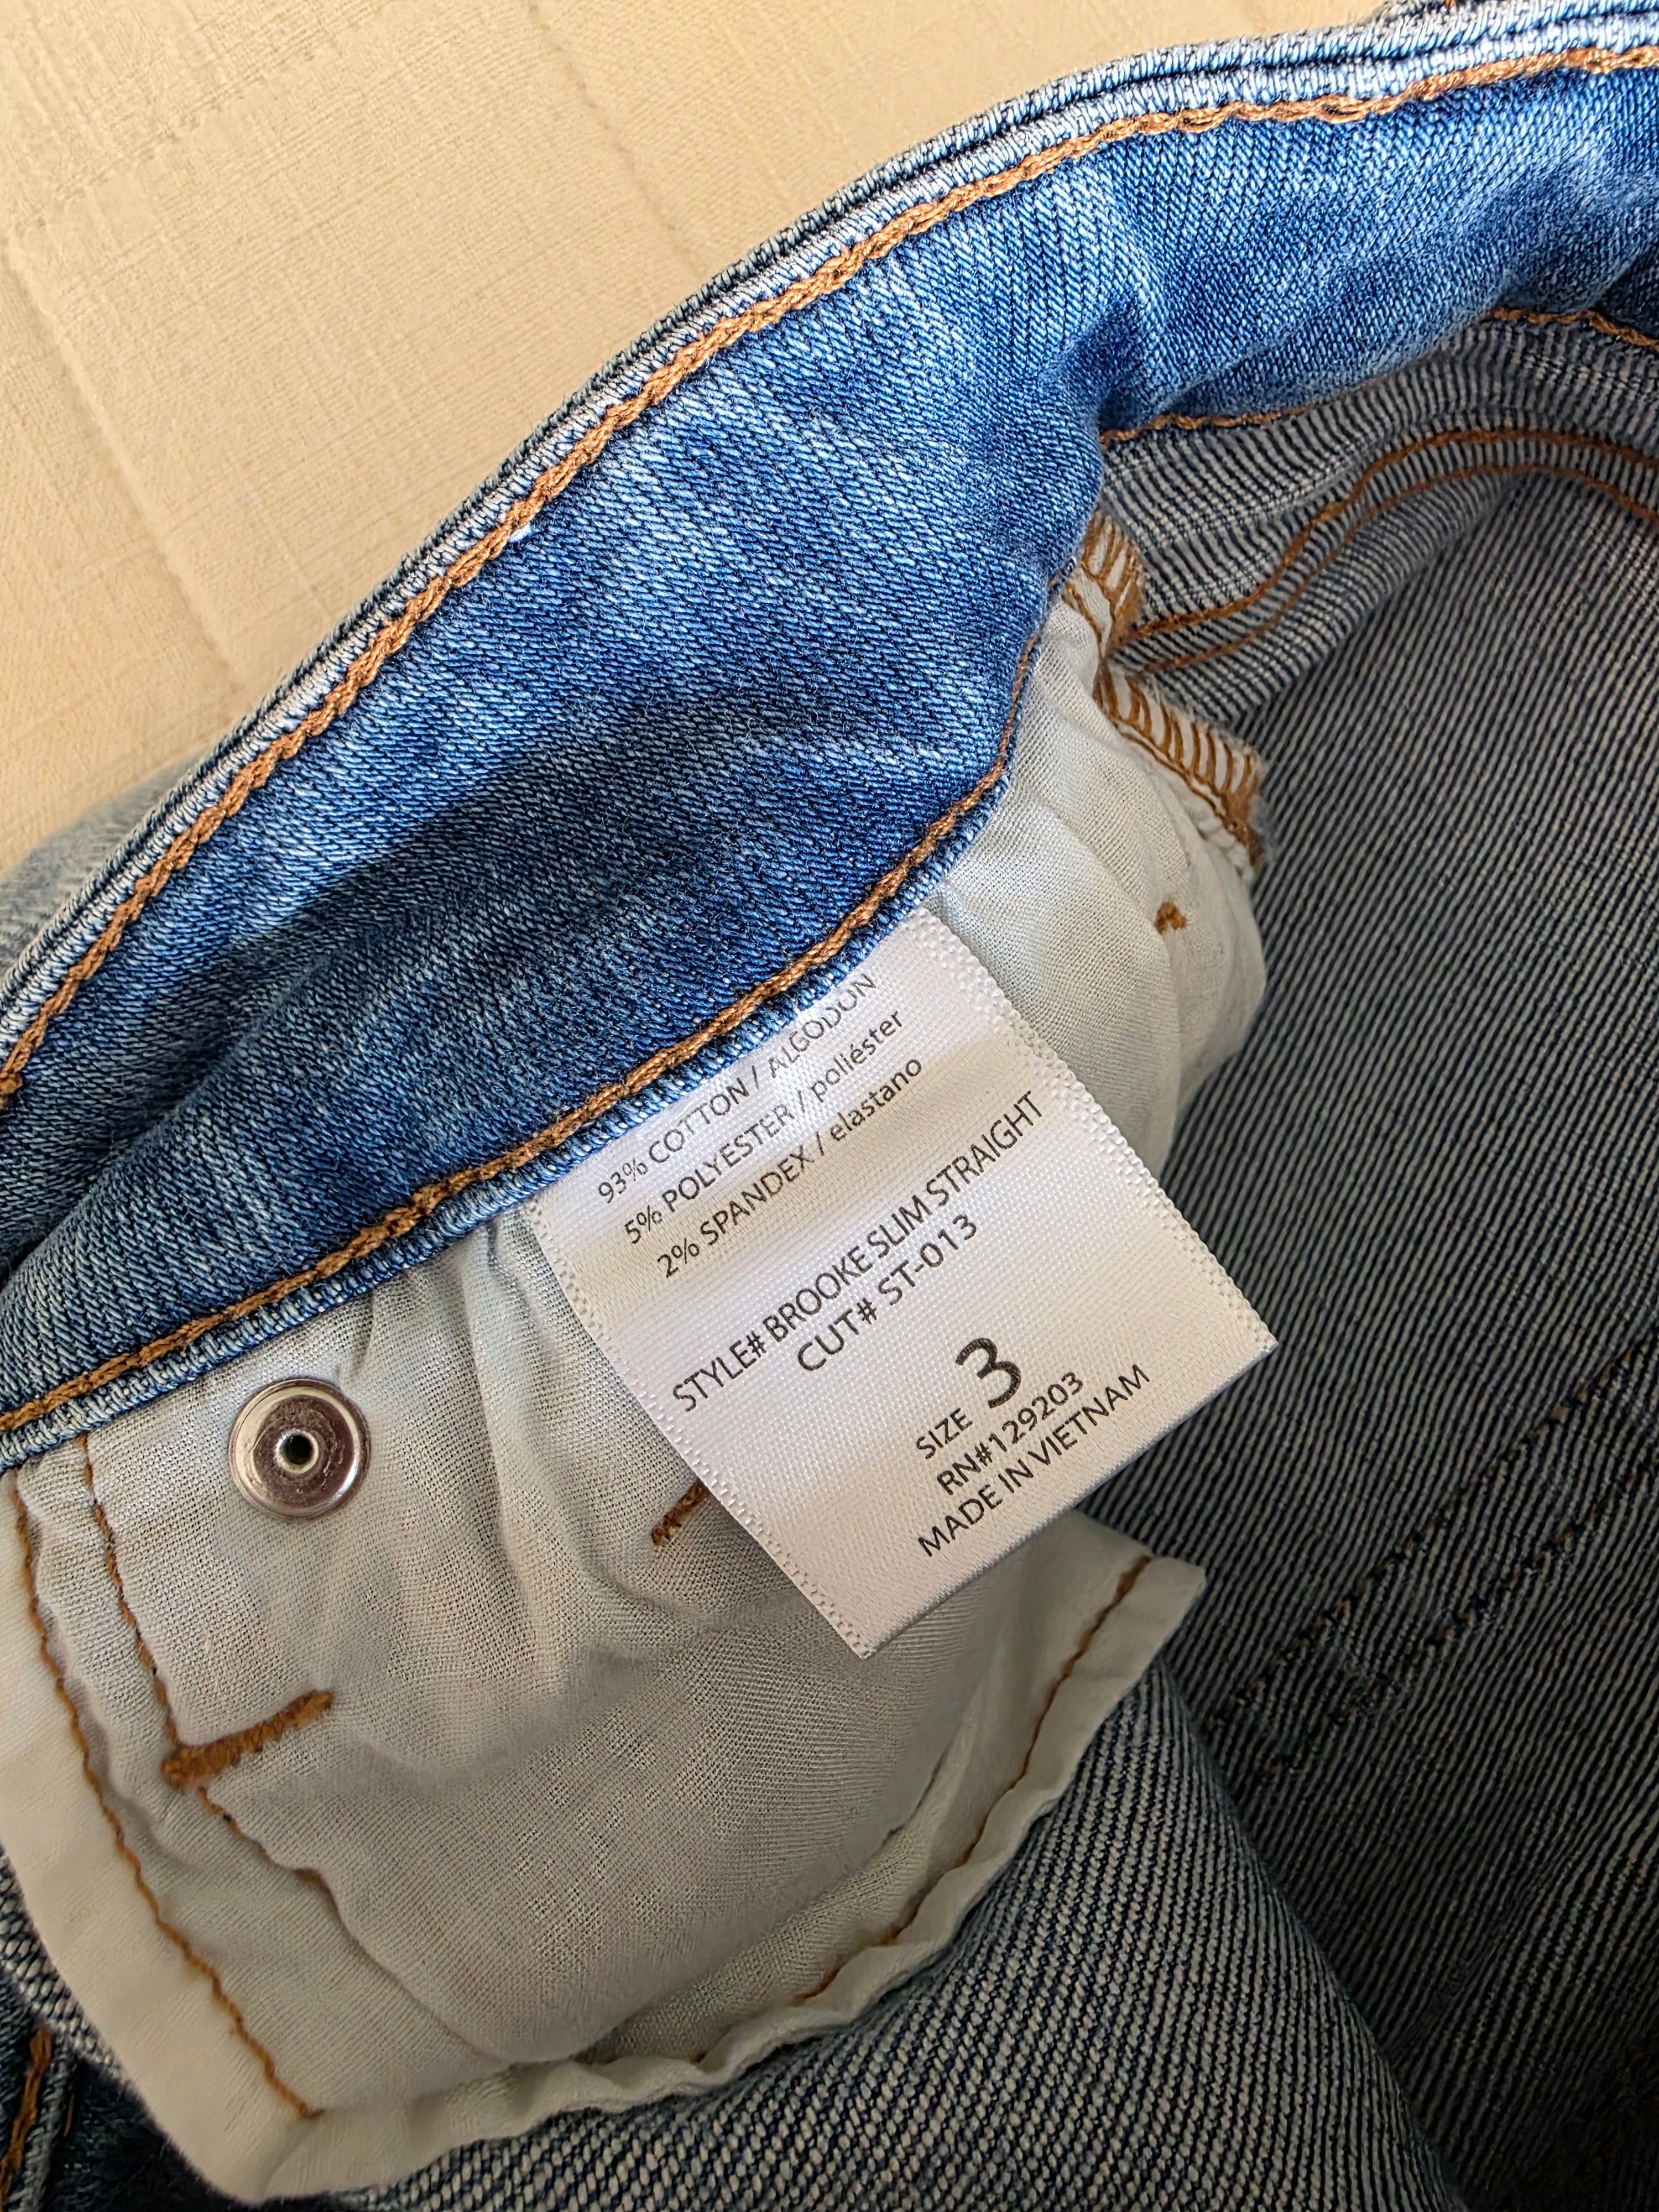 93% COTTON / ALGODON
5% POLYESTER / poliéster
2% SPANDEX / elastano
STYLE# BROOKE SLIM STRAIGHT
CUT# ST-013
SIZE 3
RN#129203
MADE IN VIETNAM